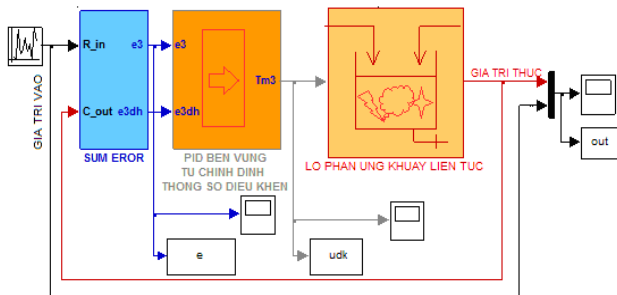 R_in
e3
e3
C_out
e3dh
e3dh
Tm3
GIA TRI VAO
GIA TRI THUC
SUM EROR
PID BEN VUNG
TU CHINH DINH
THONG SO DIEU KHEN
LO PHAN UNG KHUAY LIEN TUC
out
e
udk